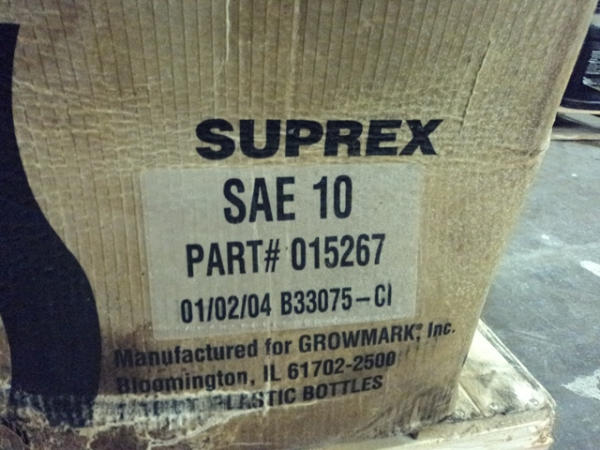 SUPREX
SAE 10
PART# 015267
01/02/04 B33075-CI
Manufactured for GROWMARK, Inc.
Bloomington, IL 61702-2500
PLASTIC BOTTLES